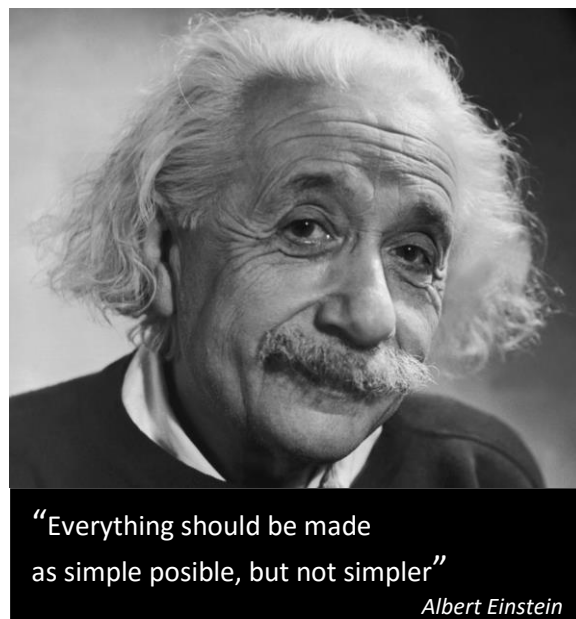 “Everything should be made
as simple posible, but not simpler”
Albert Einstein